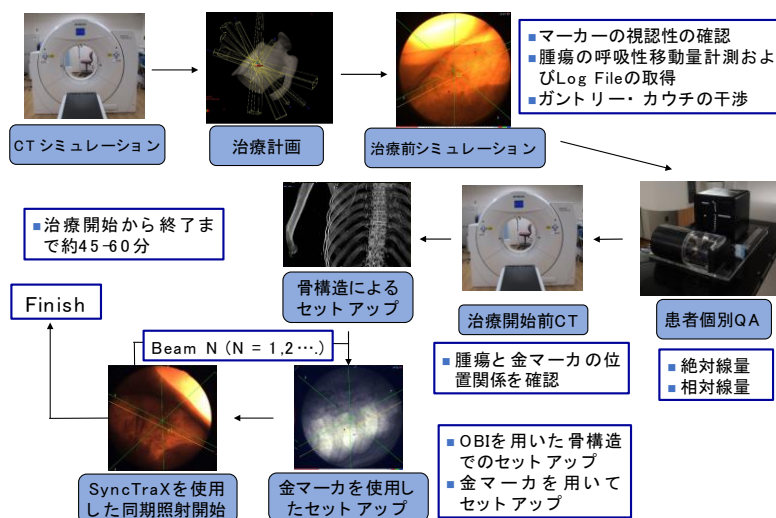 CTシミュレーション
治療計画
治療前シミュレーション
■マーカーの視認性の確認
■腫瘍の呼吸性移動量計測およ
びLog Fileの取得
■ガントリー・カウチの干渉
■治療開始から終了ま
で約45-60分
骨構造による
セットアップ
治療開始前CT
患者個別QA
Finish
Beam N (N = 1,2 ….)
■腫瘍と金マーカの位
置関係を確認
■絶対線量
■相対線量
SyncTraXを使用
した同期照射開始
金マーカを使用し
たセットアップ
■OBIを用いた骨構造
でのセットアップ
■金マーカを用いて
セットアップ